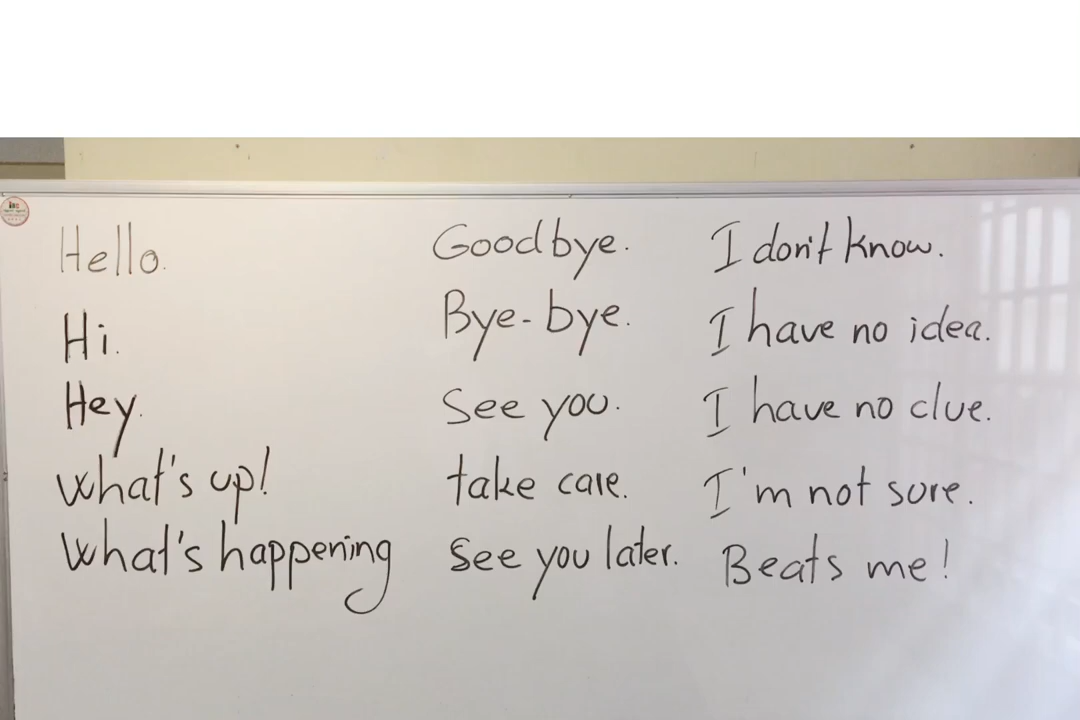 Hello.
Hi.
Hey.
what's up!
what's happening
Goodbye.
Bye-bye.
See you.
take care.
See you later.
I don't know.
I have no idea.
I have no clue.
I'm not sure.
Beats me!